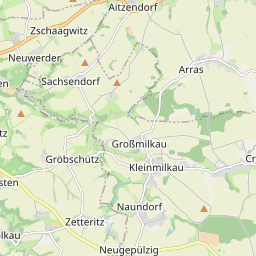 Aitzendorf
Zschaagwitz
Neuwerder
Arras
Sachsendorf
Großmilkau
Gröbschütz
Kleinmilkau
Naundorf
Zetteritz
Neugepülzig